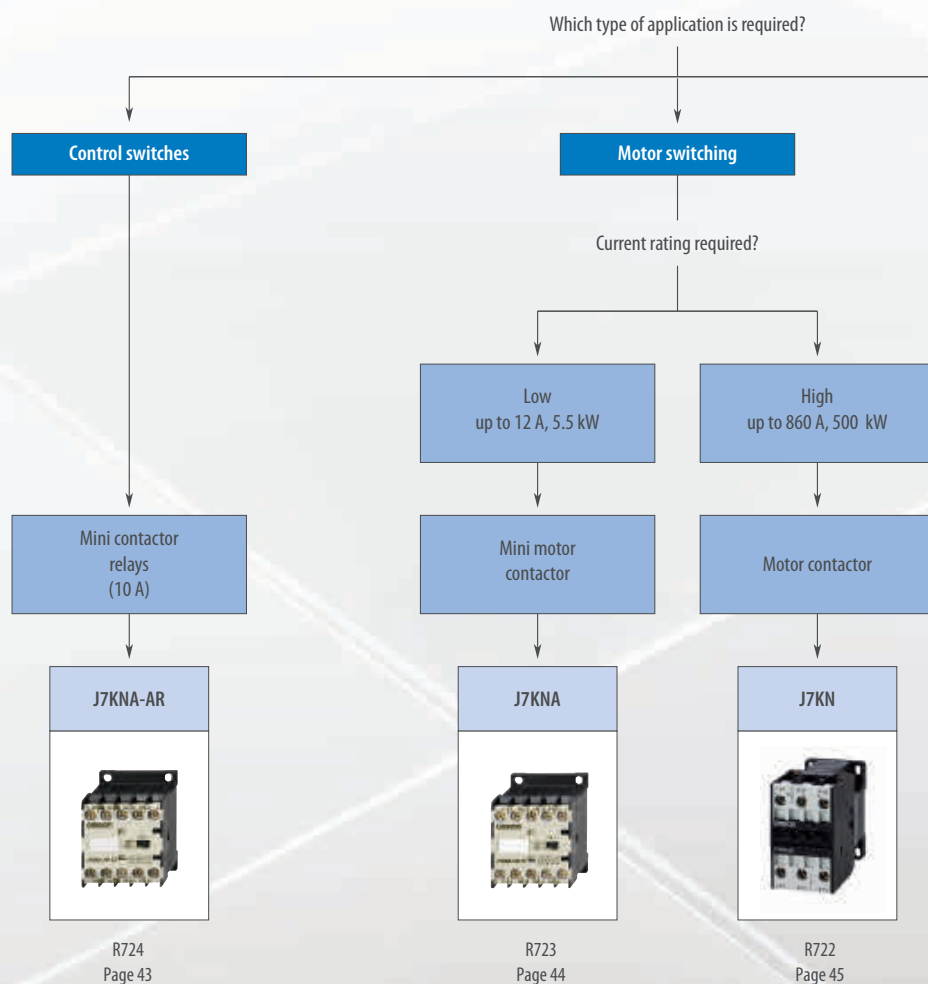 Which type of application is required?
Control switches
Motor switching
Current rating required?
Low
up to 12 A, 5.5 kW
High
up to 860 A, 500 kW
Mini contactor
relays
(10 A)
Mini motor
contactor
Motor contactor
J7KNA-AR
J7KNA
J7KN
R724
Page 43
R723
Page 44
R722
Page 45